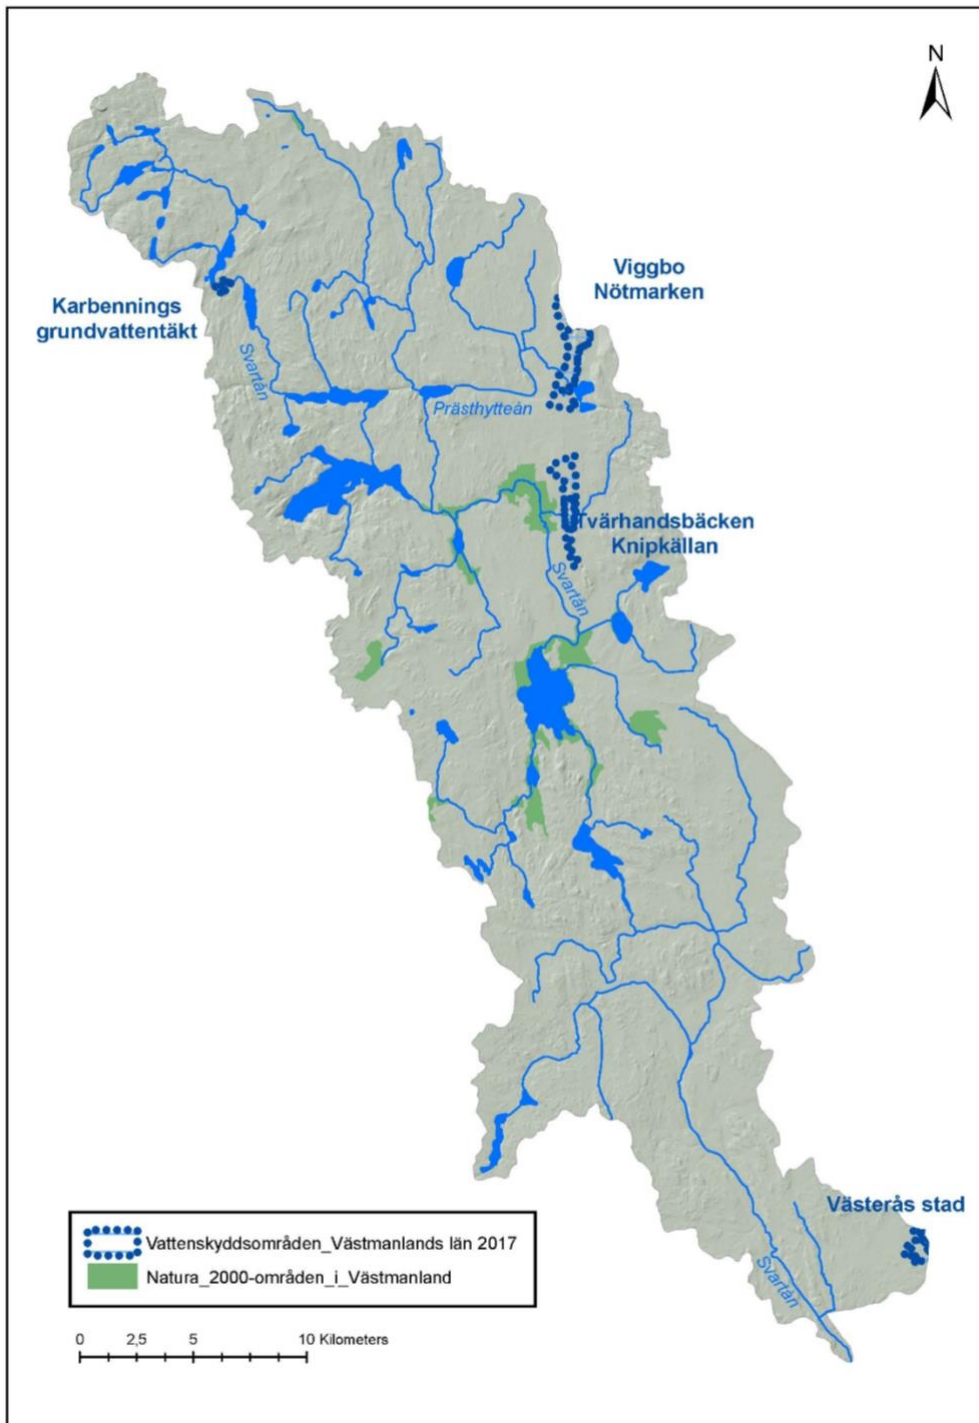 N
Viggbo
Nötmarken
Karbennings
grundvattentäkt
Svartån
Prästhytteån
Tvärhandsbäcken
Knipkällan
Svartån
Västerås stad
Svartån
Vattenskyddsområden_Västmanlands län 2017
Natura_2000-områden_i_Västmanland
0 2,5 5 10 Kilometers